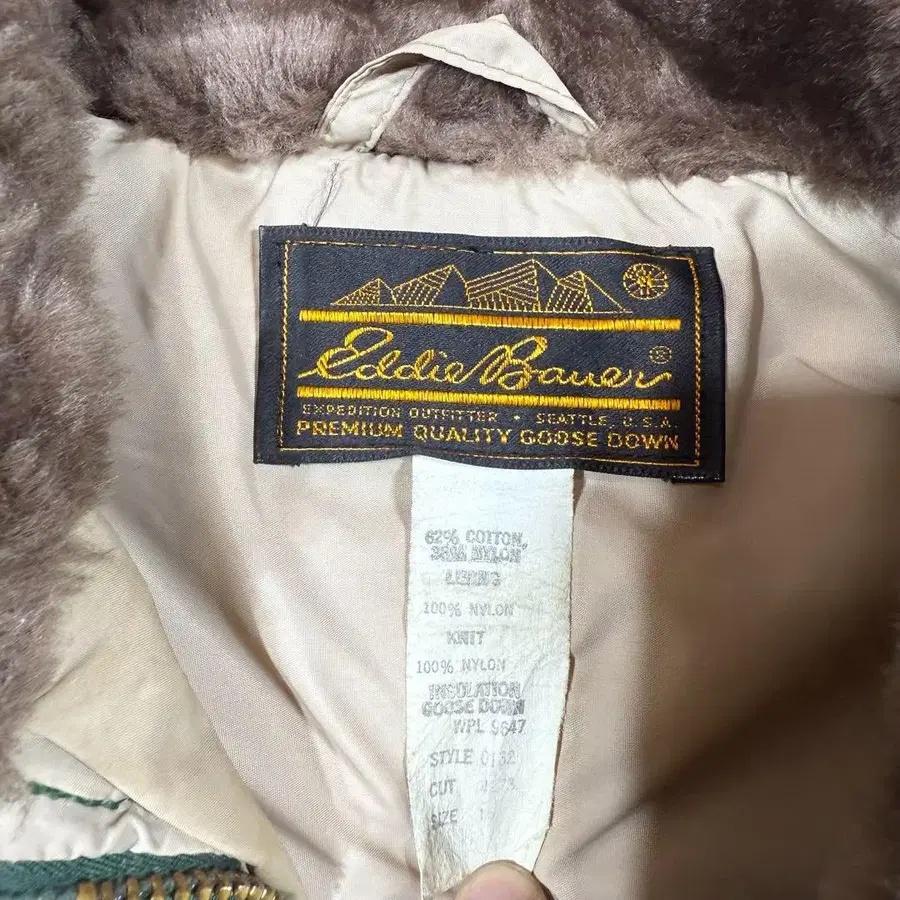 Eddie Bauer ®
EXPEDITION OUTFITTER • SEATTLE, U.S.A.
PREMIUM QUALITY GOOSE DOWN
62% COTTON,
38% NYLON
LINING
100% NYLON
KNIT
100% NYLON
INSULATION
GOOSE DOWN
WPL 9647
STYLE 0132
CUT
SIZE